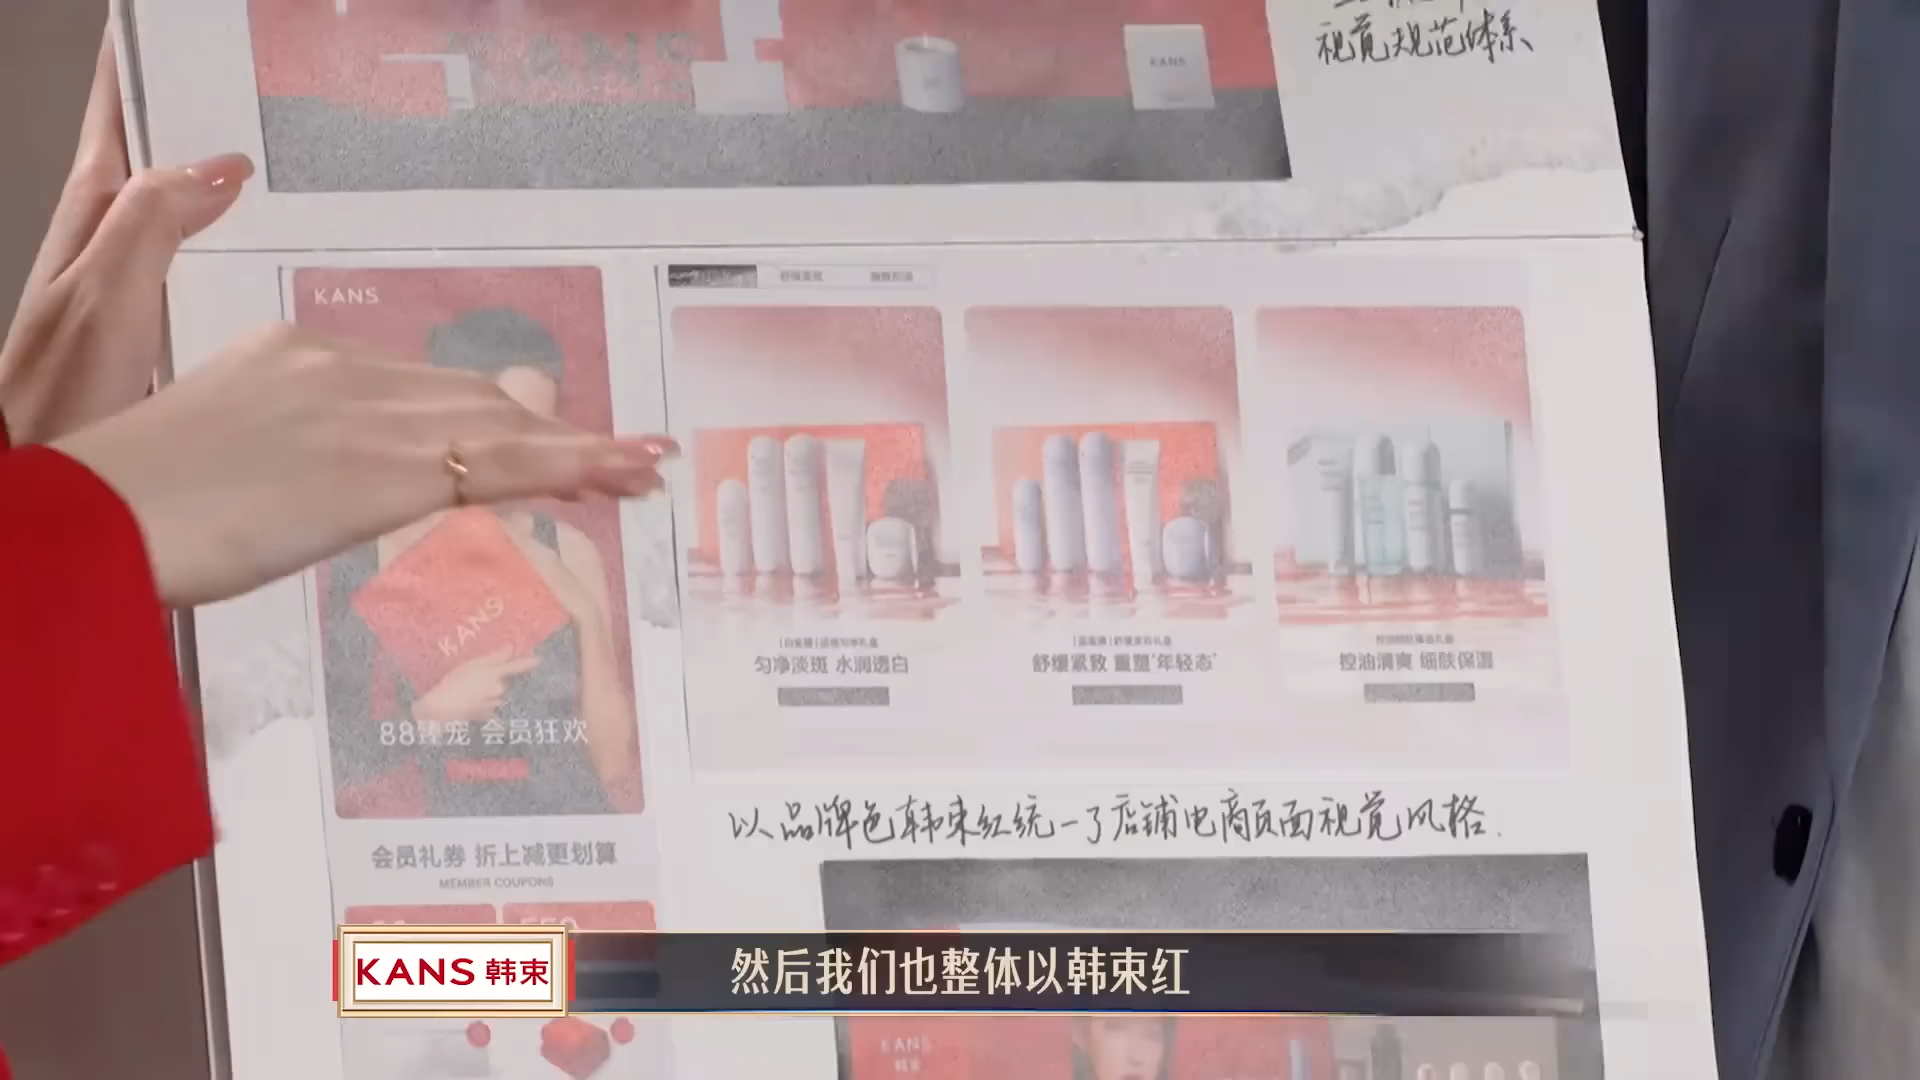 视觉规范体系
KANS
KANS
KANS
KANS
88臻宠 会员狂欢
会员礼券 折上减更划算
MEMBER COUPONS
匀净淡斑 水润透白
舒缓紧致 重塑'年轻态'
控油清爽 细肤保湿
以品牌色韩束红统一了店铺电商页面视觉风格.
KANS 韩束
然后我们也整体以韩束红
KANS
韩束